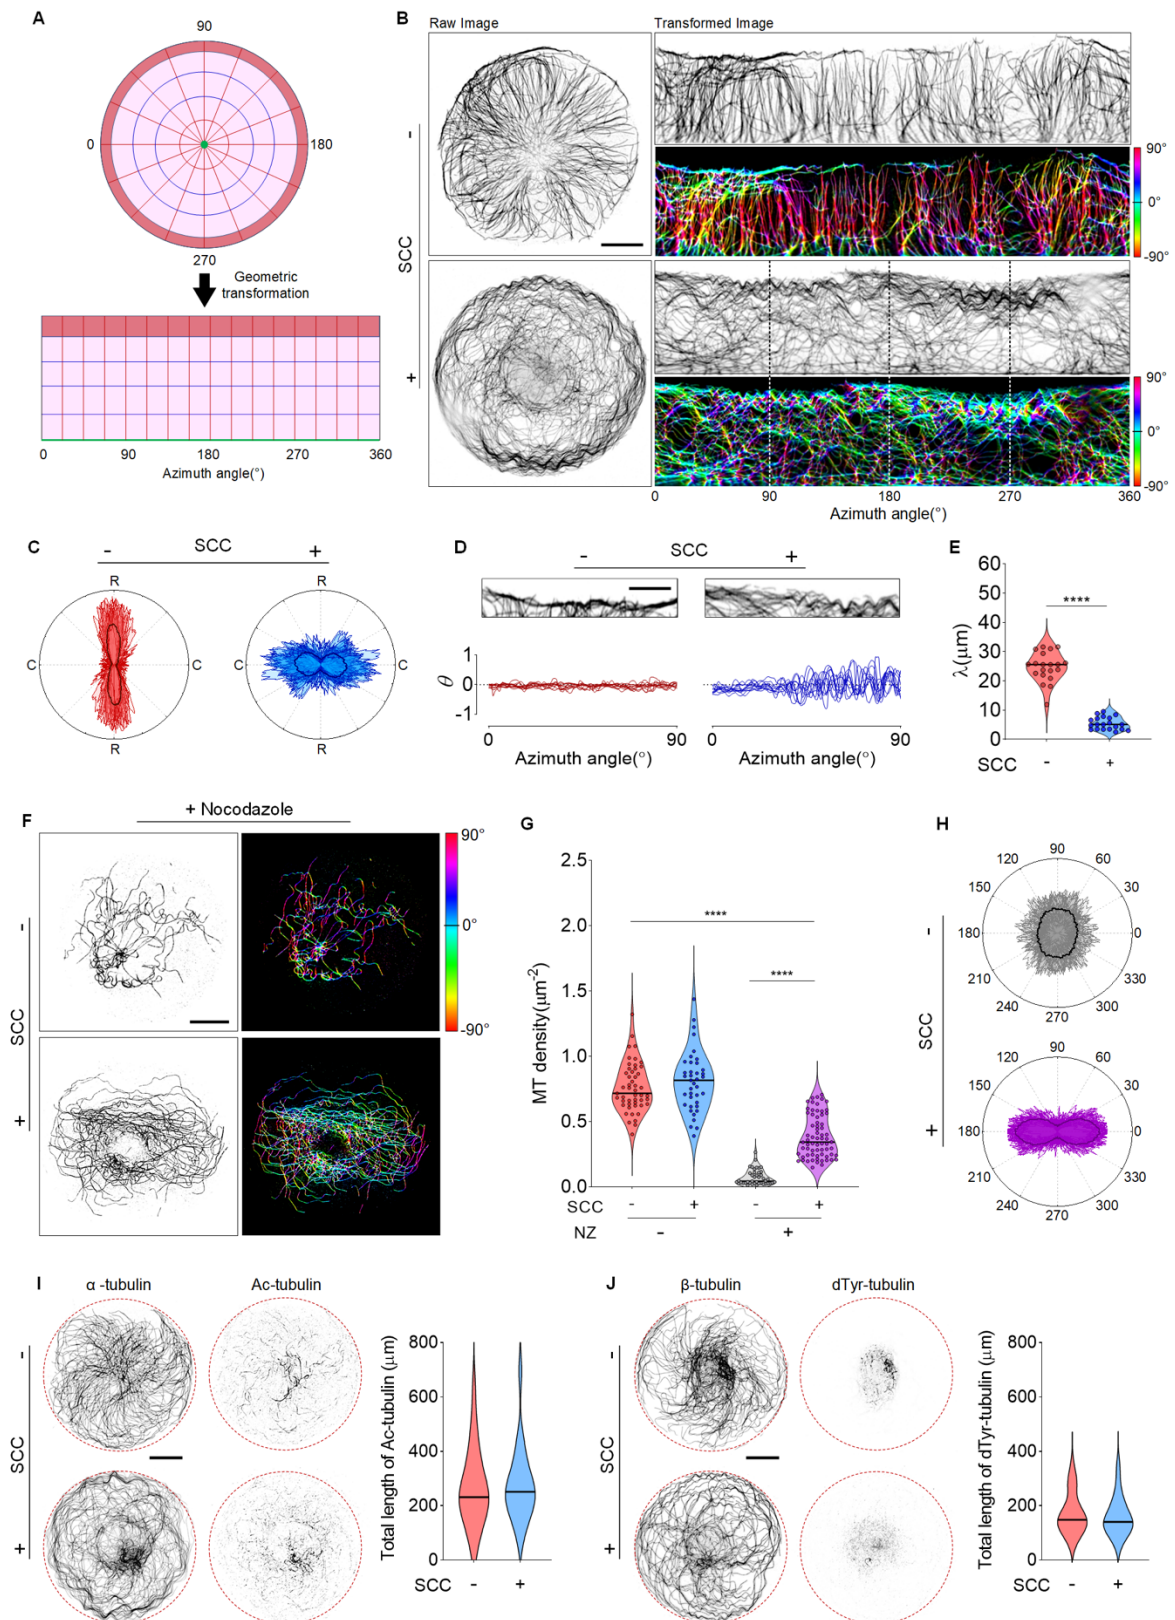 A
90
0
180
270
Geometric
transformation
0 90 180 270 360
Azimuth angle(°)
B
Raw Image
Transformed Image
SCC
-
+
90°
0°
-90°
90°
0°
-90°
0 90 180 270 360
Azimuth angle(°)
C
SCC
- +
R R
C C C C
R R
D
SCC
- +
θ
1
0
-1
0 90 0 90
Azimuth angle(°) Azimuth angle(°)
E
λ(μm)
60
50
40
30
20
10
0
****
SCC - +
F
+ Nocodazole
SCC
-
+
90°
0°
-90°
G
MT density(μm⁻²)
2.5
2.0
1.5
1.0
0.5
0.0
****
****
SCC - + - +
NZ - +
H
SCC
-
90
120 60
150 30
180 0
210 330
240 300
270
+
90
120 60
150 30
180 0
210 330
240 300
270
I
α -tubulin Ac-tubulin
SCC
-
+
Total length of Ac-tubulin (μm)
800
600
400
200
0
SCC - +
J
β-tubulin dTyr-tubulin
SCC
-
+
Total length of dTyr-tubulin (μm)
800
600
400
200
0
SCC - +